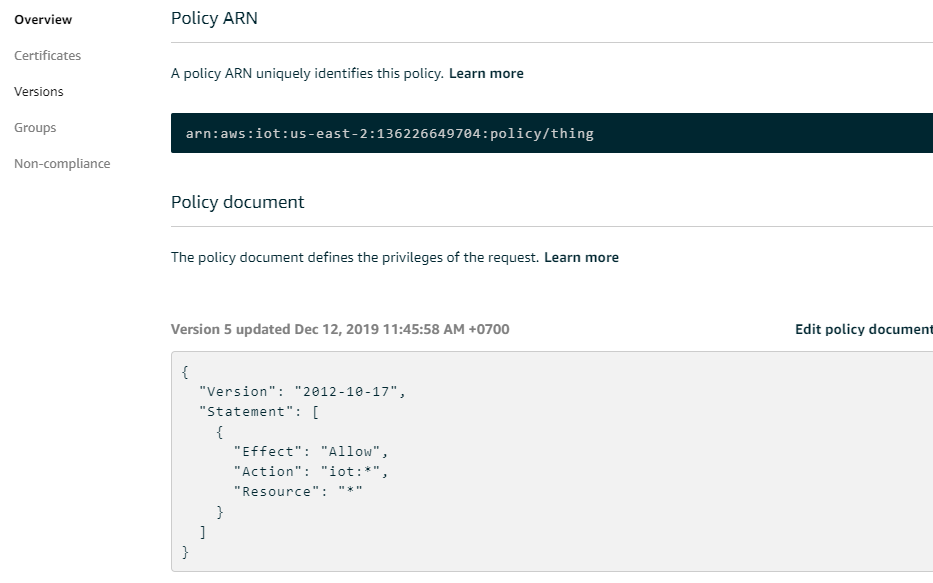 Overview
Certificates
Versions
Groups
Non-compliance
Policy ARN
A policy ARN uniquely identifies this policy. Learn more
arn:aws:iot:us-east-2:136226649704:policy/thing
Policy document
The policy document defines the privileges of the request. Learn more
Version 5 updated Dec 12, 2019 11:45:58 AM +0700
Edit policy document
{
  "Version": "2012-10-17",
  "Statement": [
    {
      "Effect": "Allow",
      "Action": "iot:*",
      "Resource": "*"
    }
  ]
}